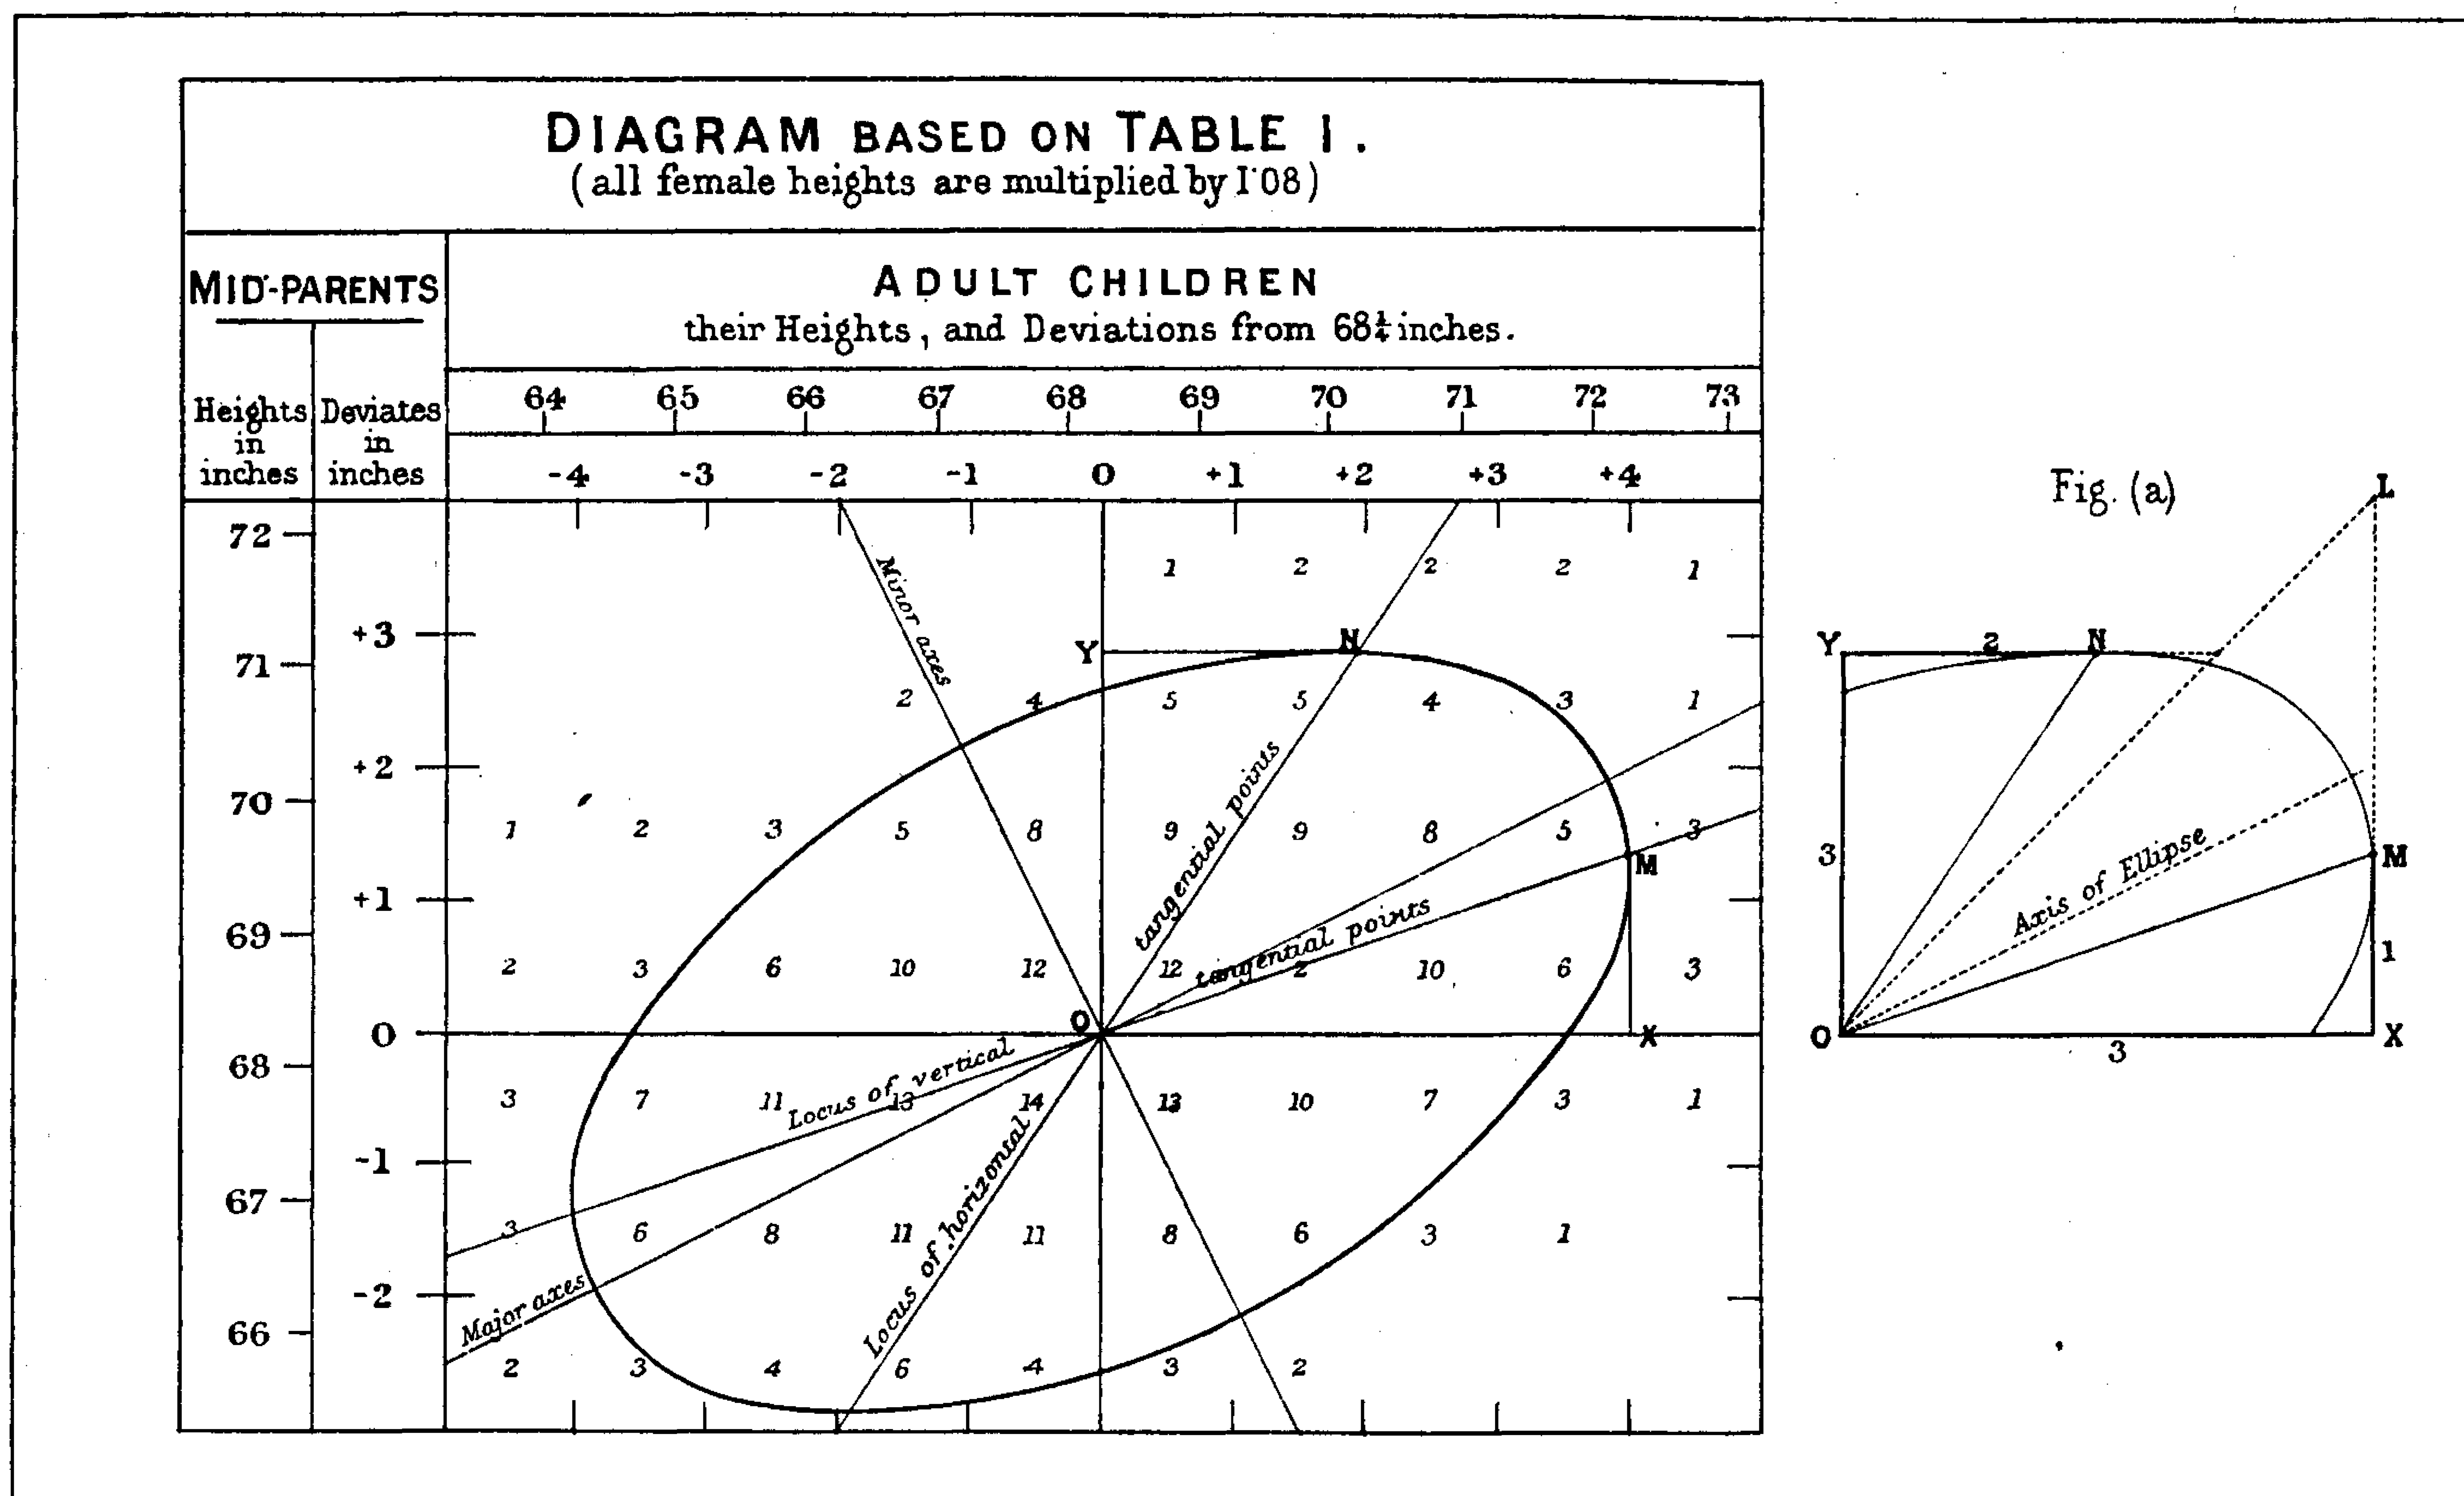 DIAGRAM BASED ON TABLE I.
(all female heights are multiplied by 1·08)
MID-PARENTS
ADULT CHILDREN
their Heights, and Deviations from 68¼ inches.
Heights in inches
Deviates in inches
64 65 66 67 68 69 70 71 72 73
-4 -3 -2 -1 0 +1 +2 +3 +4
Fig. (a)
L
72
1 2 2 2 1
Minor axes
+3
Y N
71
2 4 5 5 4 3 1
Y 2 N
+2
70
1 2 3 5 8 9 9 8 5 3
tangential points
M
3
M
+1
Axis of Ellipse
69
tangential points
1
2 3 6 10 12 12 2 10 6 3
0
O X
O 3 X
68
Locus of vertical
3 7 11 13 14 13 10 7 3 1
-1
67
Locus of horizontal
3 6 8 11 11 8 6 3 1
-2
Major axes
66
2 3 4 6 4 3 2